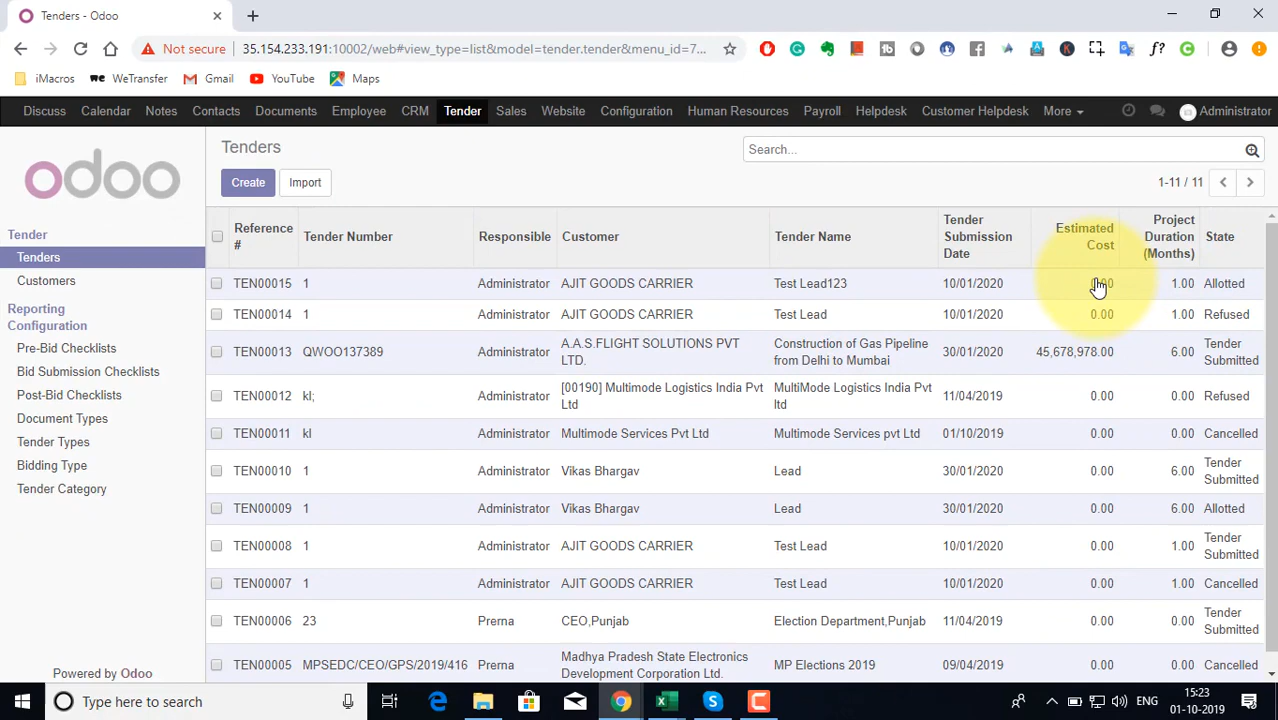 Tenders - Odoo
Not secure 35.154.233.191:10002/web#view_type=list&model=tender.tender&menu_id=7...
iMacros WeTransfer Gmail YouTube Maps
Discuss Calendar Notes Contacts Documents Employee CRM Tender Sales Website Configuration Human Resources Payroll Helpdesk Customer Helpdesk More Administrator
odoo
Tender
Tenders
Customers
Reporting
Configuration
Pre-Bid Checklists
Bid Submission Checklists
Post-Bid Checklists
Document Types
Tender Types
Bidding Type
Tender Category
Powered by Odoo
Tenders
Search...
Create Import
1-11 / 11
Reference # Tender Number Responsible Customer Tender Name Tender Submission Date Estimated Cost Project Duration (Months) State
TEN00015 1 Administrator AJIT GOODS CARRIER Test Lead123 10/01/2020 0.00 1.00 Allotted
TEN00014 1 Administrator AJIT GOODS CARRIER Test Lead 10/01/2020 0.00 1.00 Refused
TEN00013 QWOO137389 Administrator A.A.S.FLIGHT SOLUTIONS PVT LTD. Construction of Gas Pipeline from Delhi to Mumbai 30/01/2020 45,678,978.00 6.00 Tender Submitted
TEN00012 kl; Administrator [00190] Multimode Logistics India Pvt Ltd MultiMode Logistics India Pvt ltd 11/04/2019 0.00 0.00 Refused
TEN00011 kl Administrator Multimode Services Pvt Ltd Multimode Services pvt Ltd 01/10/2019 0.00 0.00 Cancelled
TEN00010 1 Administrator Vikas Bhargav Lead 30/01/2020 0.00 6.00 Tender Submitted
TEN00009 1 Administrator Vikas Bhargav Lead 30/01/2020 0.00 6.00 Allotted
TEN00008 1 Administrator AJIT GOODS CARRIER Test Lead 10/01/2020 0.00 1.00 Tender Submitted
TEN00007 1 Administrator AJIT GOODS CARRIER Test Lead 10/01/2020 0.00 1.00 Cancelled
TEN00006 23 Prerna CEO,Punjab Election Department,Punjab 11/04/2019 0.00 0.00 Tender Submitted
TEN00005 MPSEDC/CEO/GPS/2019/416 Prerna Madhya Pradesh State Electronics Development Corporation Ltd. MP Elections 2019 09/04/2019 0.00 0.00 Cancelled
Type here to search
ENG
15:23
01-10-2019